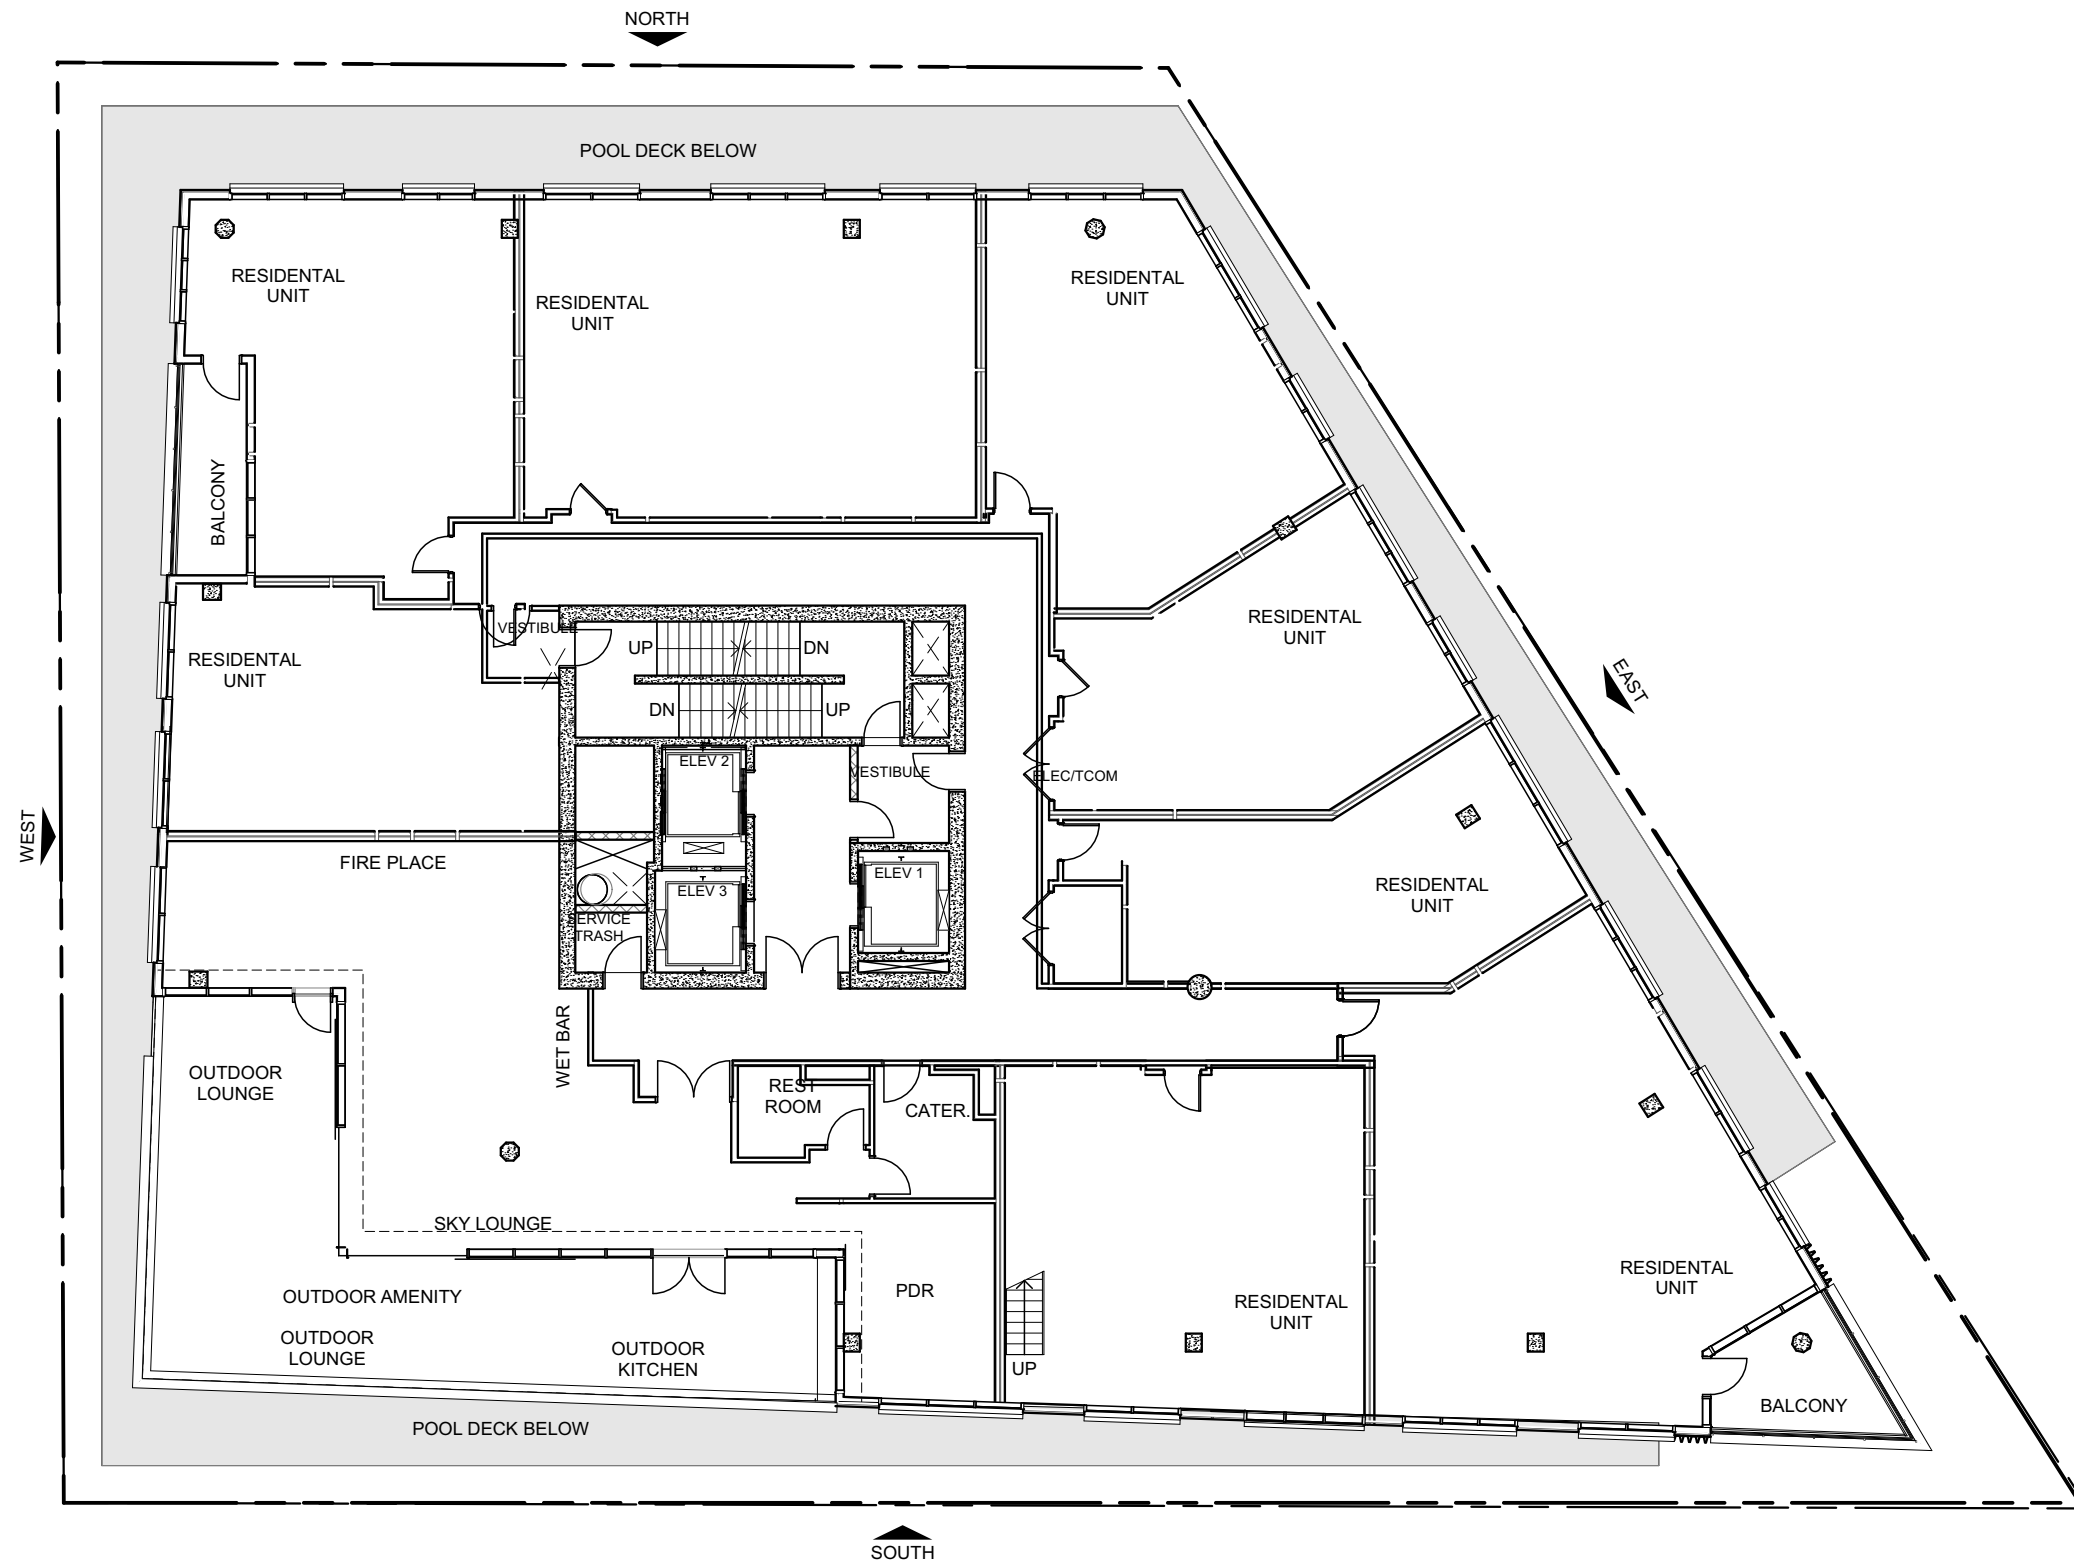 NORTH
POOL DECK BELOW
RESIDENTAL
UNIT
RESIDENTAL
UNIT
RESIDENTAL
UNIT
BALCONY
VESTIBULE
RESIDENTAL
UNIT
UP
DN
DN
UP
RESIDENTAL
UNIT
EAST
ELEV 2
VESTIBULE
ELEC/TCOM
WEST
FIRE PLACE
ELEV 3
ELEV 1
RESIDENTAL
UNIT
SERVICE
TRASH
WET BAR
OUTDOOR
LOUNGE
REST
ROOM
CATER.
SKY LOUNGE
OUTDOOR AMENITY
OUTDOOR
LOUNGE
OUTDOOR
KITCHEN
PDR
UP
RESIDENTAL
UNIT
RESIDENTAL
UNIT
BALCONY
POOL DECK BELOW
SOUTH